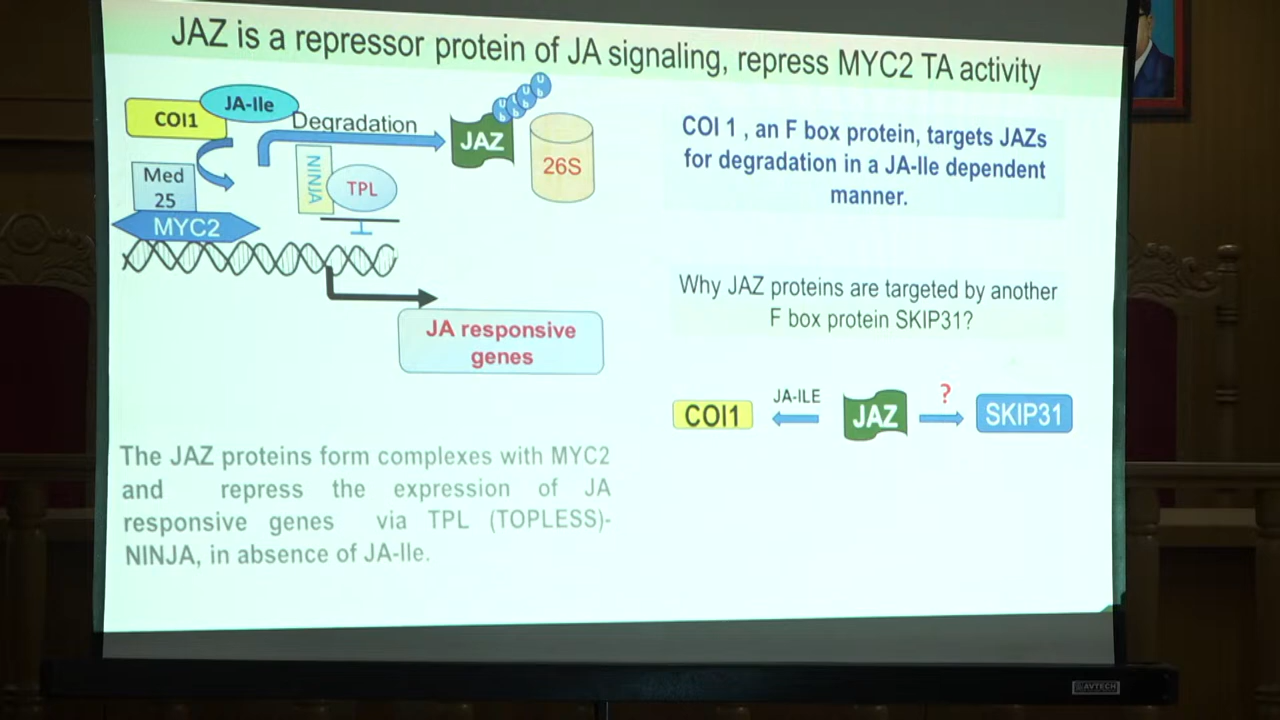 JAZ is a repressor protein of JA signaling, repress MYC2 TA activity
COI1
JA-Ile
Degradation
JAZ
U
b
U
b
U
b
U
b
26S
NINJA
TPL
Med
25
MYC2
JA responsive
genes
The JAZ proteins form complexes with MYC2
and repress the expression of JA
responsive genes via TPL (TOPLESS)-
NINJA, in absence of JA-Ile.
COI 1 , an F box protein, targets JAZs
for degradation in a JA-Ile dependent
manner.
Why JAZ proteins are targeted by another
F box protein SKIP31?
COI1
JA-ILE
JAZ
?
SKIP31
AVTECH